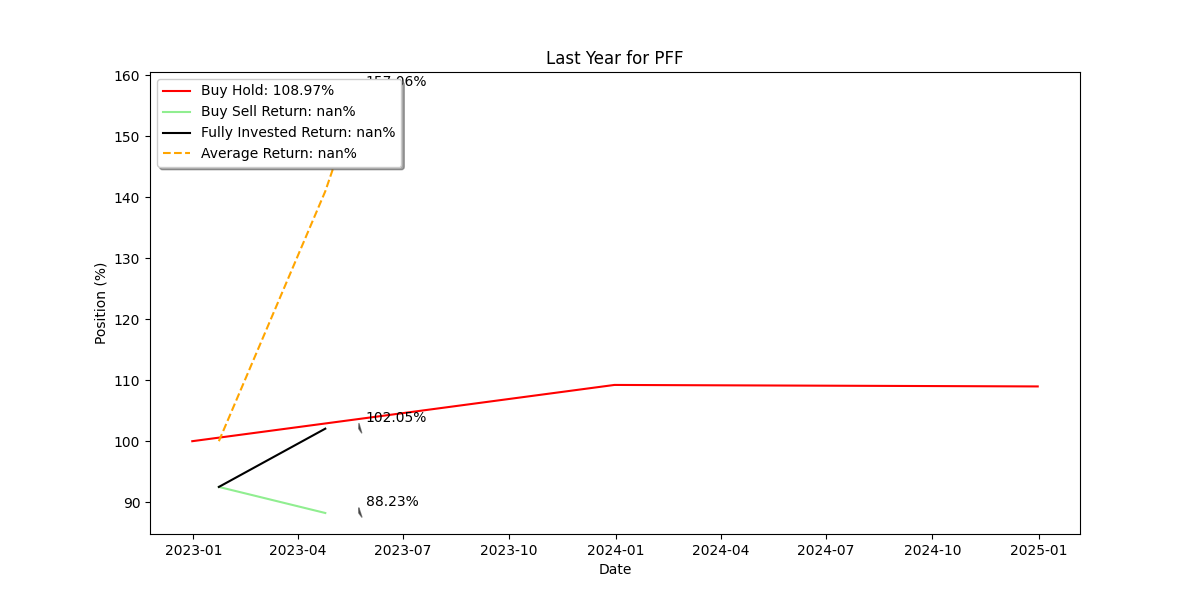 Last Year for PFF
160
150
140
130
120
110
100
90
Position (%)
Buy Hold: 108.97%
Buy Sell Return: nan%
Fully Invested Return: nan%
Average Return: nan%
102.05%
88.23%
2023-01
2023-04
2023-07
2023-10
2024-01
2024-04
2024-07
2024-10
2025-01
Date